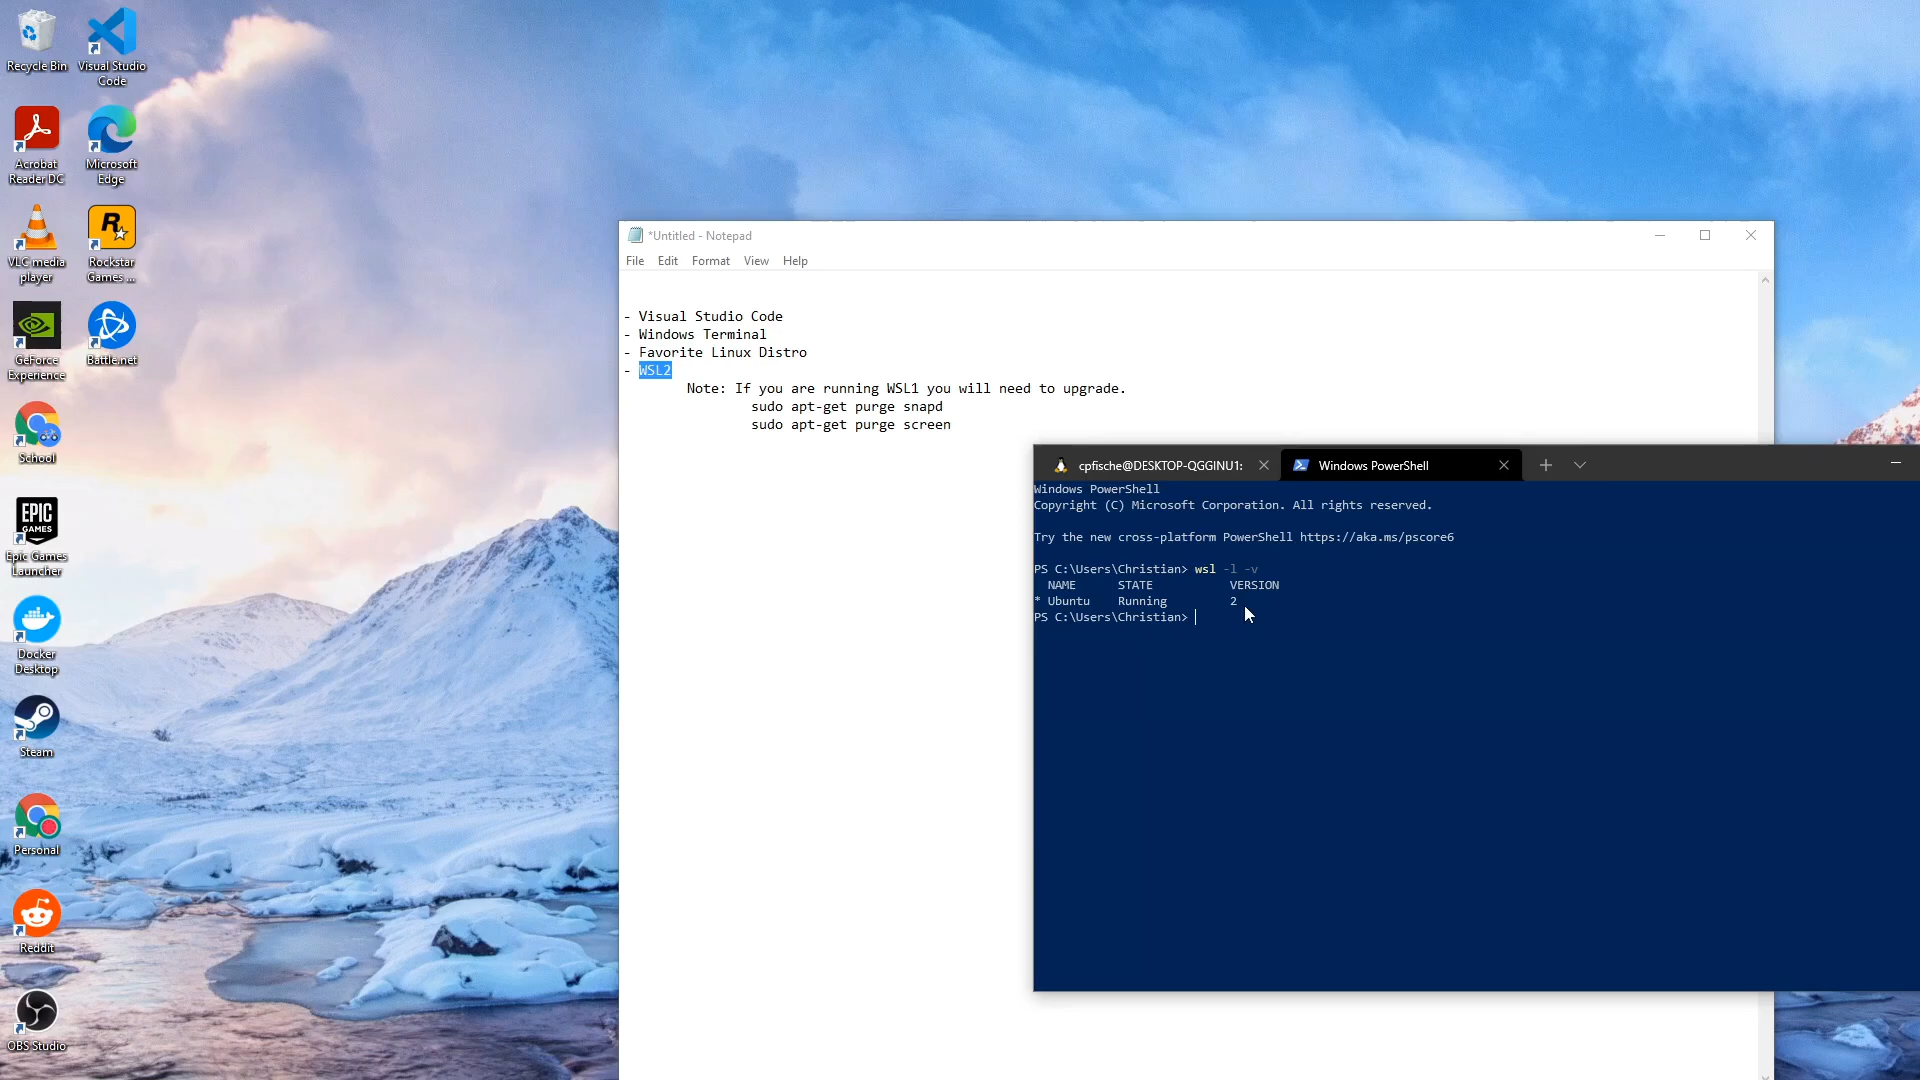 Recycle Bin
Visual Studio
Code
Acrobat
Reader DC
Microsoft
Edge
VLC media
player
R
Rockstar
Games ...
GeForce
Experience
Battle.net
School
EPIC
GAMES
Epic Games
Launcher
Docker
Desktop
Steam
Personal
Reddit
OBS Studio
*Untitled - Notepad
File Edit Format View Help
- Visual Studio Code
- Windows Terminal
- Favorite Linux Distro
- WSL2
Note: If you are running WSL1 you will need to upgrade.
sudo apt-get purge snapd
sudo apt-get purge screen
cpfische@DESKTOP-QGGINU1:
Windows PowerShell
Windows PowerShell
Copyright (C) Microsoft Corporation. All rights reserved.
Try the new cross-platform PowerShell https://aka.ms/pscore6
PS C:\Users\Christian> wsl -l -v
NAME STATE VERSION
* Ubuntu Running 2
PS C:\Users\Christian>